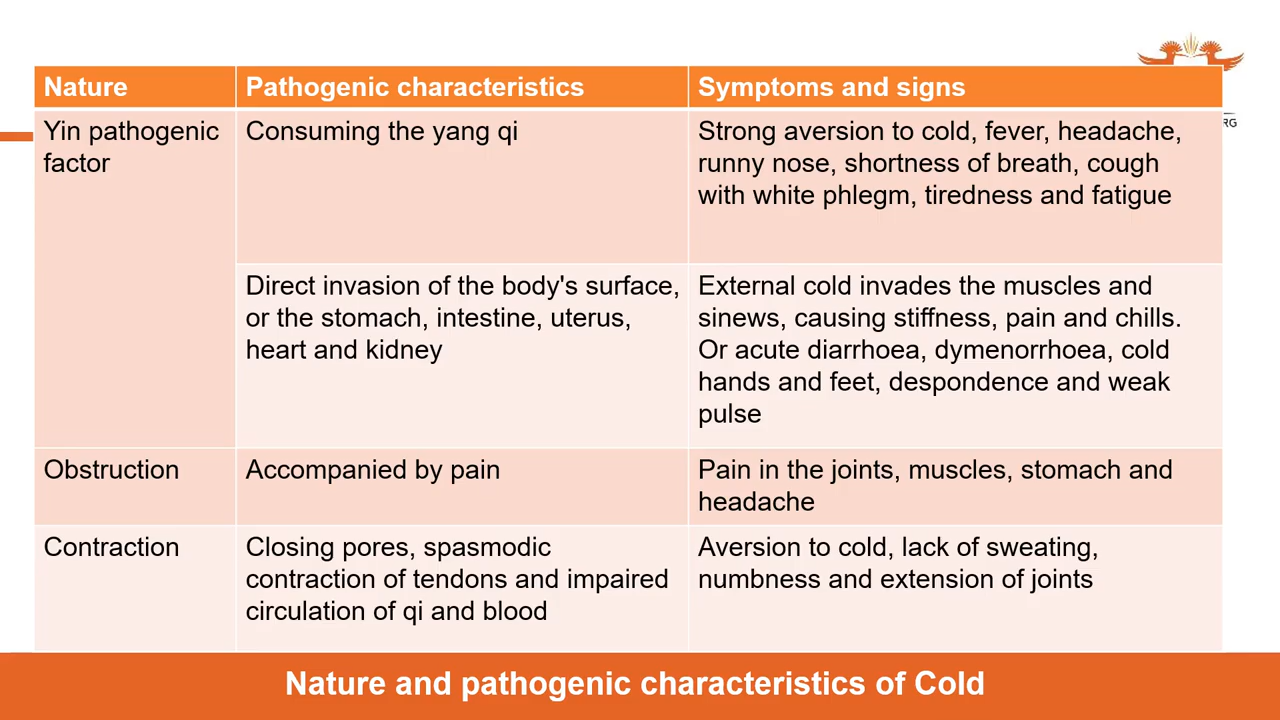 Nature
Pathogenic characteristics
Symptoms and signs
RG
Yin pathogenic
factor
Consuming the yang qi
Strong aversion to cold, fever, headache,
runny nose, shortness of breath, cough
with white phlegm, tiredness and fatigue
Direct invasion of the body's surface,
or the stomach, intestine, uterus,
heart and kidney
External cold invades the muscles and
sinews, causing stiffness, pain and chills.
Or acute diarrhoea, dymenorrhoea, cold
hands and feet, despondence and weak
pulse
Obstruction
Accompanied by pain
Pain in the joints, muscles, stomach and
headache
Contraction
Closing pores, spasmodic
contraction of tendons and impaired
circulation of qi and blood
Aversion to cold, lack of sweating,
numbness and extension of joints
Nature and pathogenic characteristics of Cold